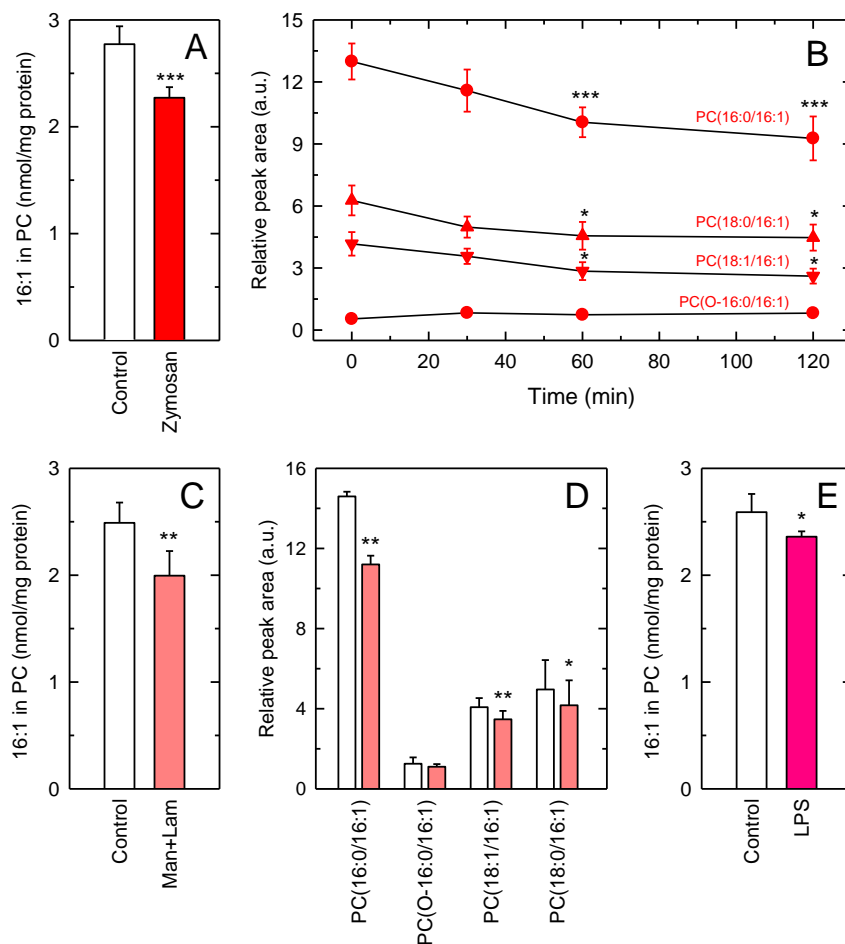 A
16:1 in PC (nmol/mg protein)
3
2
1
0
***
Control
Zymosan
B
Relative peak area (a.u.)
15
12
9
6
3
0
***
***
PC(16:0/16:1)
*
*
PC(18:0/16:1)
*
*
PC(18:1/16:1)
PC(O-16:0/16:1)
0
20
40
60
80
100
120
Time (min)
C
16:1 in PC (nmol/mg protein)
3
2
1
0
**
Control
Man+Lam
D
Relative peak area (a.u.)
16
12
8
4
0
**
**
*
PC(16:0/16:1)
PC(O-16:0/16:1)
PC(18:1/16:1)
PC(18:0/16:1)
E
16:1 in PC (nmol/mg protein)
3
2
1
0
*
Control
LPS